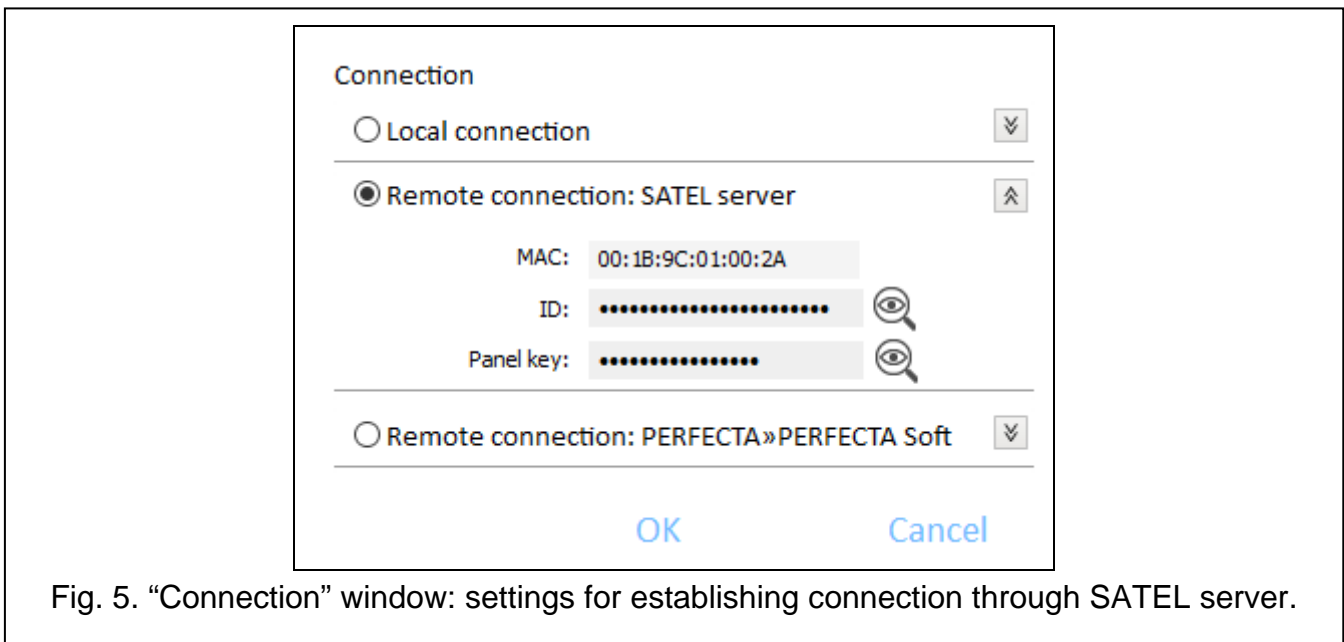 Connection
Local connection
Remote connection: SATEL server
MAC: 00:1B:9C:01:00:2A
ID: •••••••••••••••••••••••
Panel key: ••••••••••••••••
Remote connection: PERFECTA»PERFECTA Soft
OK Cancel
Fig. 5. “Connection” window: settings for establishing connection through SATEL server.